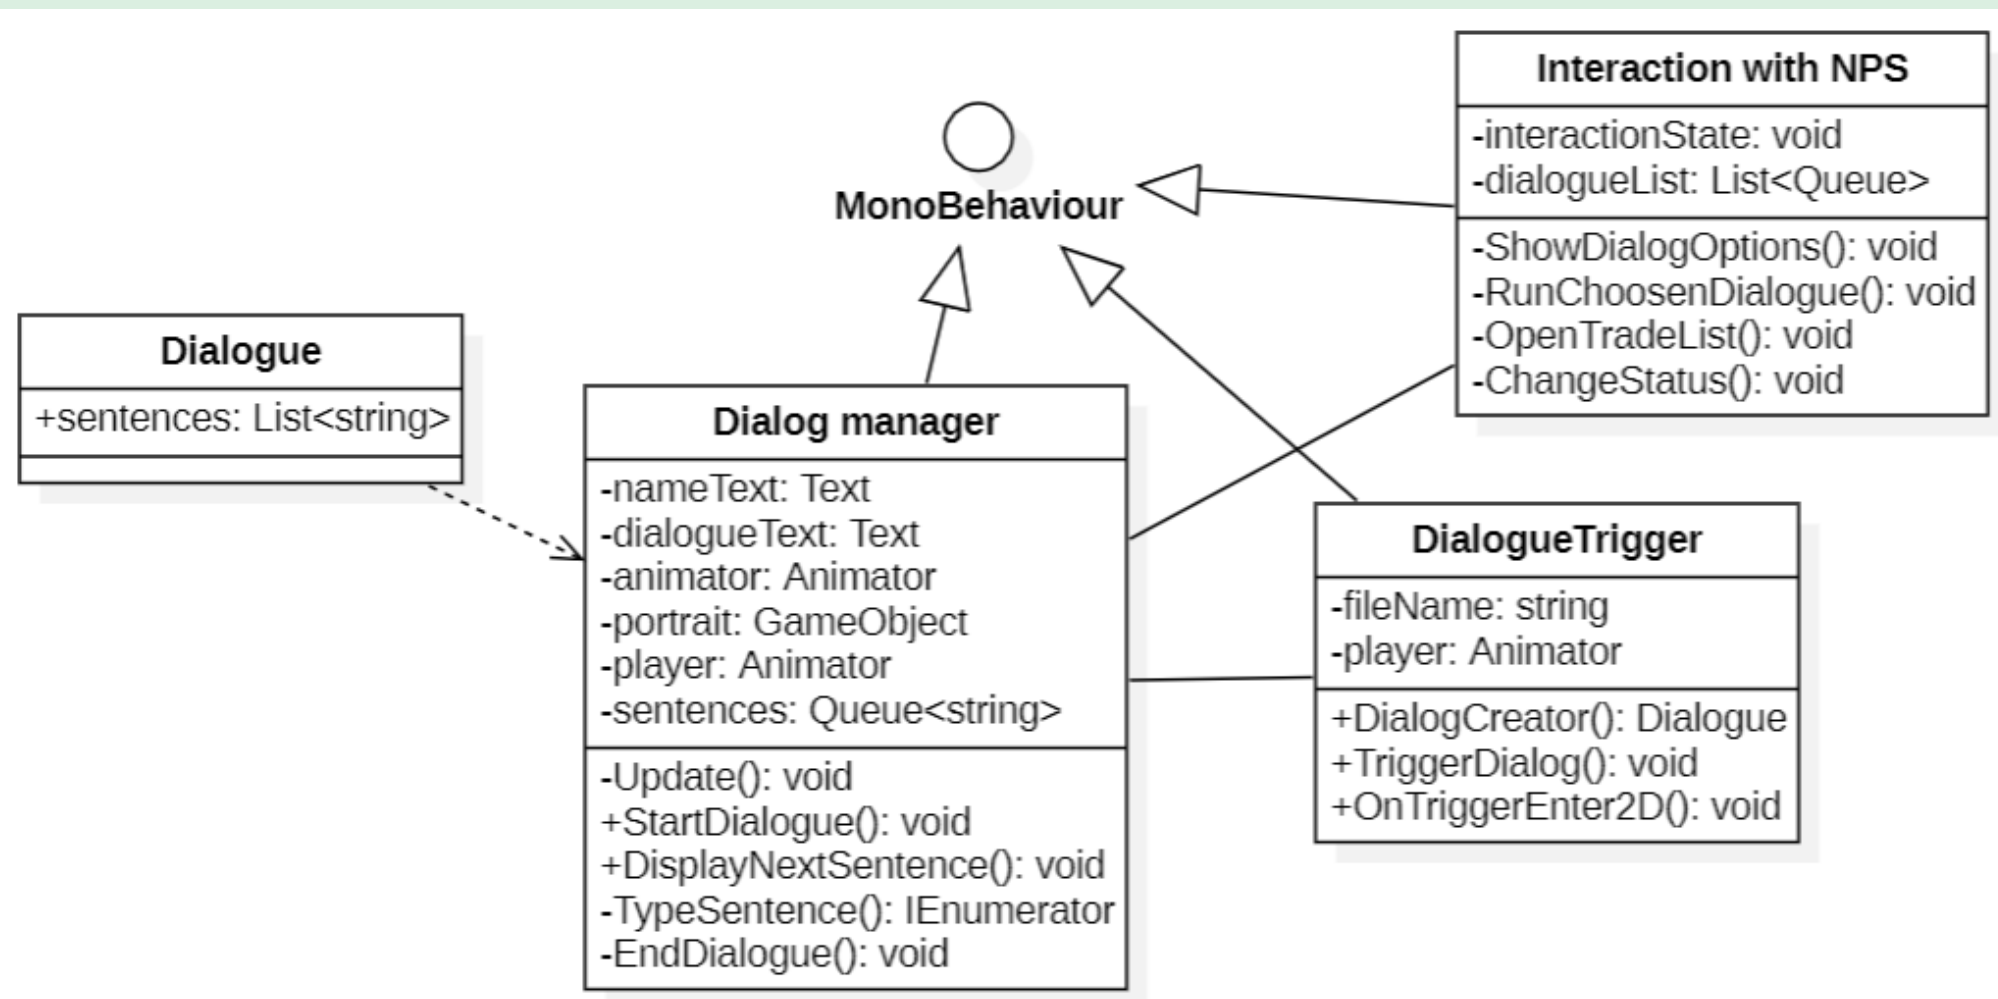 MonoBehaviour
Interaction with NPS
-interactionState: void
-dialogueList: List<Queue>
-ShowDialogOptions(): void
-RunChoosenDialogue(): void
-OpenTradeList(): void
-ChangeStatus(): void
Dialogue
+sentences: List<string>
Dialog manager
-nameText: Text
-dialogueText: Text
-animator: Animator
-portrait: GameObject
-player: Animator
-sentences: Queue<string>
-Update(): void
+StartDialogue(): void
+DisplayNextSentence(): void
-TypeSentence(): IEnumerator
-EndDialogue(): void
DialogueTrigger
-fileName: string
-player: Animator
+DialogCreator(): Dialogue
+TriggerDialog(): void
+OnTriggerEnter2D(): void